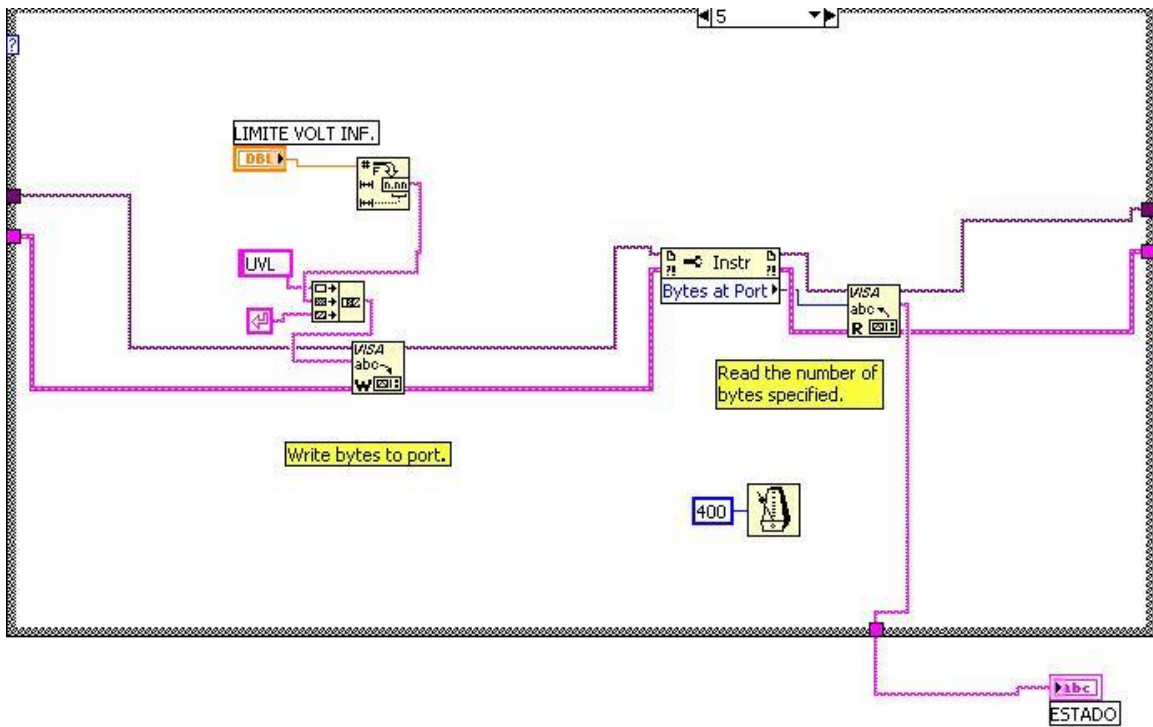 5
?
LIMITE VOLT INF.
DBL
#
F
n.nn
UVL
Instr
?!
?!
Bytes at Port
VISA
abc
R
VISA
abc
W
Read the number of
bytes specified.
Write bytes to port.
400
abc
ESTADO